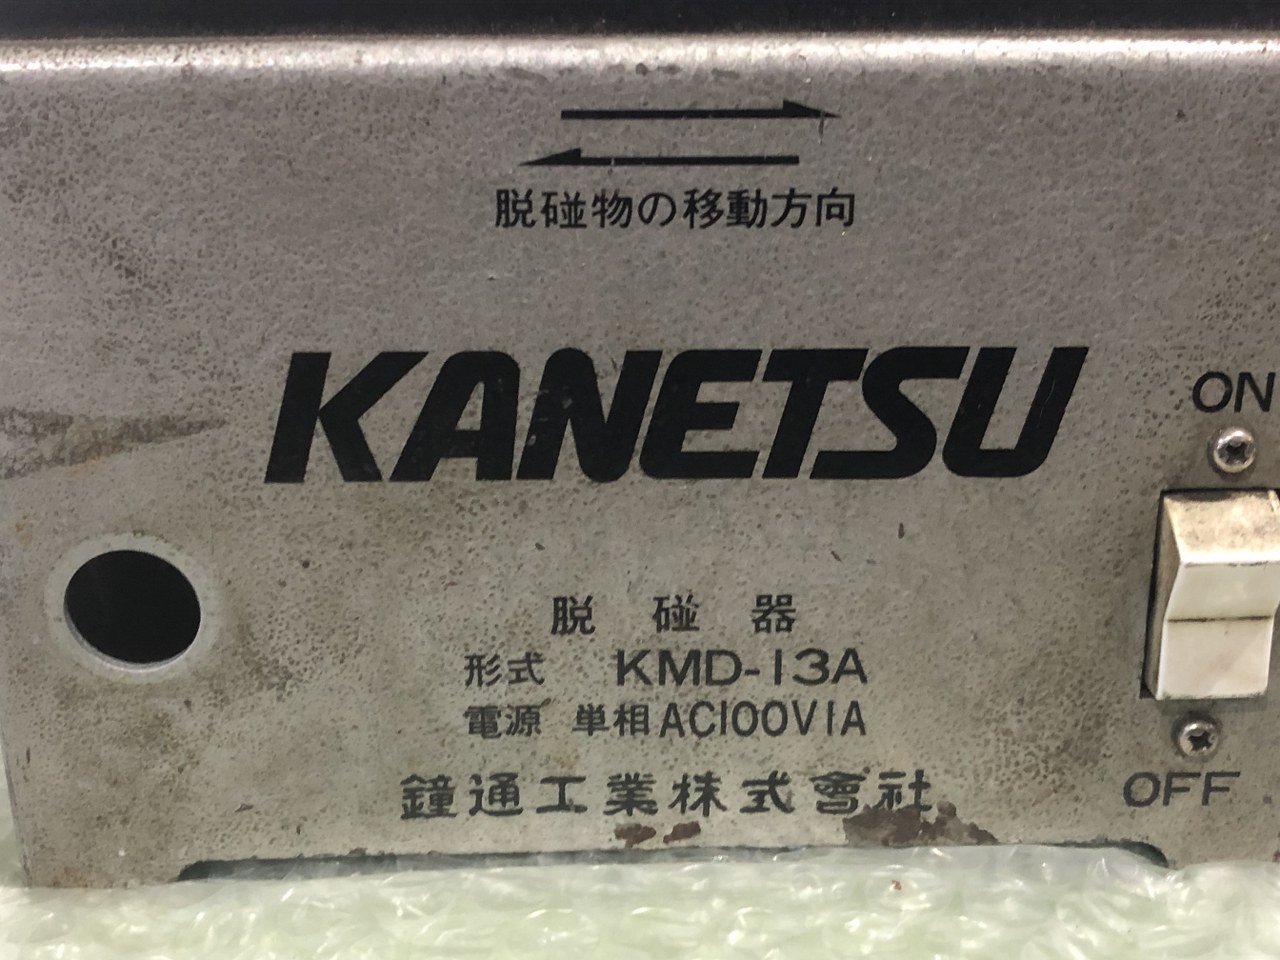 脱磁物の移動方向
KANETSU
ON
脱磁器
形式 KMD-13A
電源 単相AC100V1A
OFF
鐘通工業株式會社